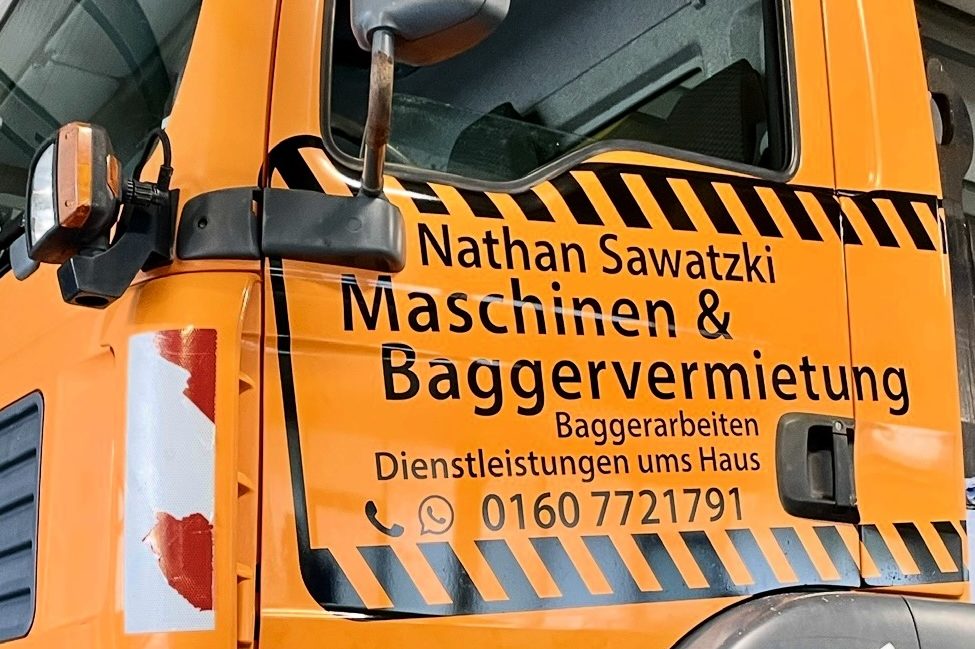 Nathan Sawatzki
Maschinen &
Baggervermietung
Baggerarbeiten
Dienstleistungen ums Haus
0160 7721791